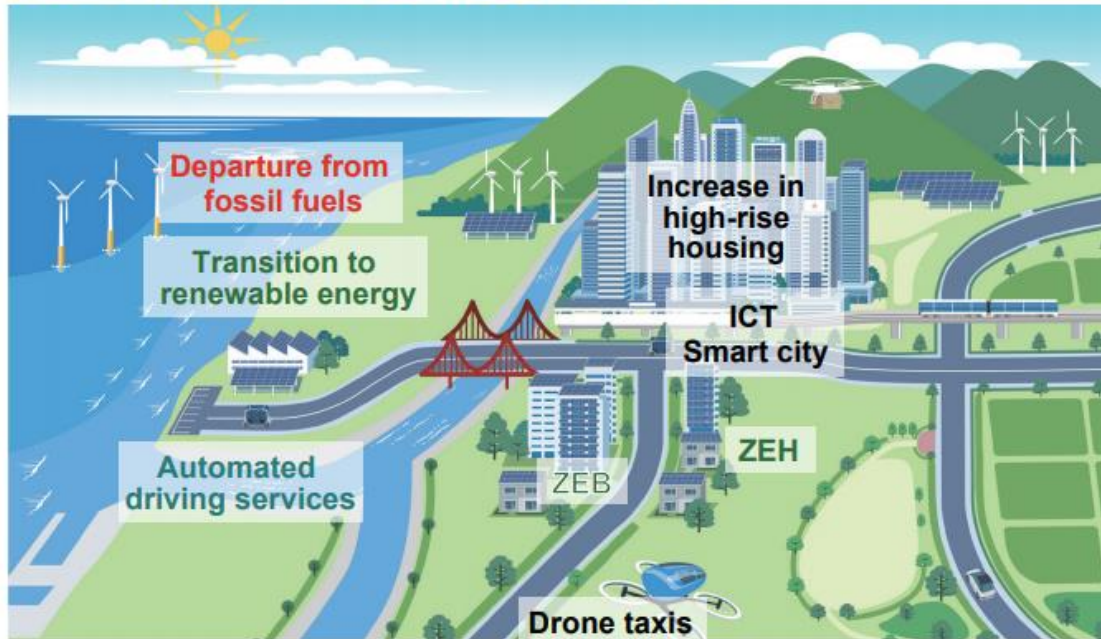 Departure from
fossil fuels
Increase in
high-rise
housing
Transition to
renewable energy
ICT
Smart city
Automated
driving services
ZEB
ZEH
Drone taxis